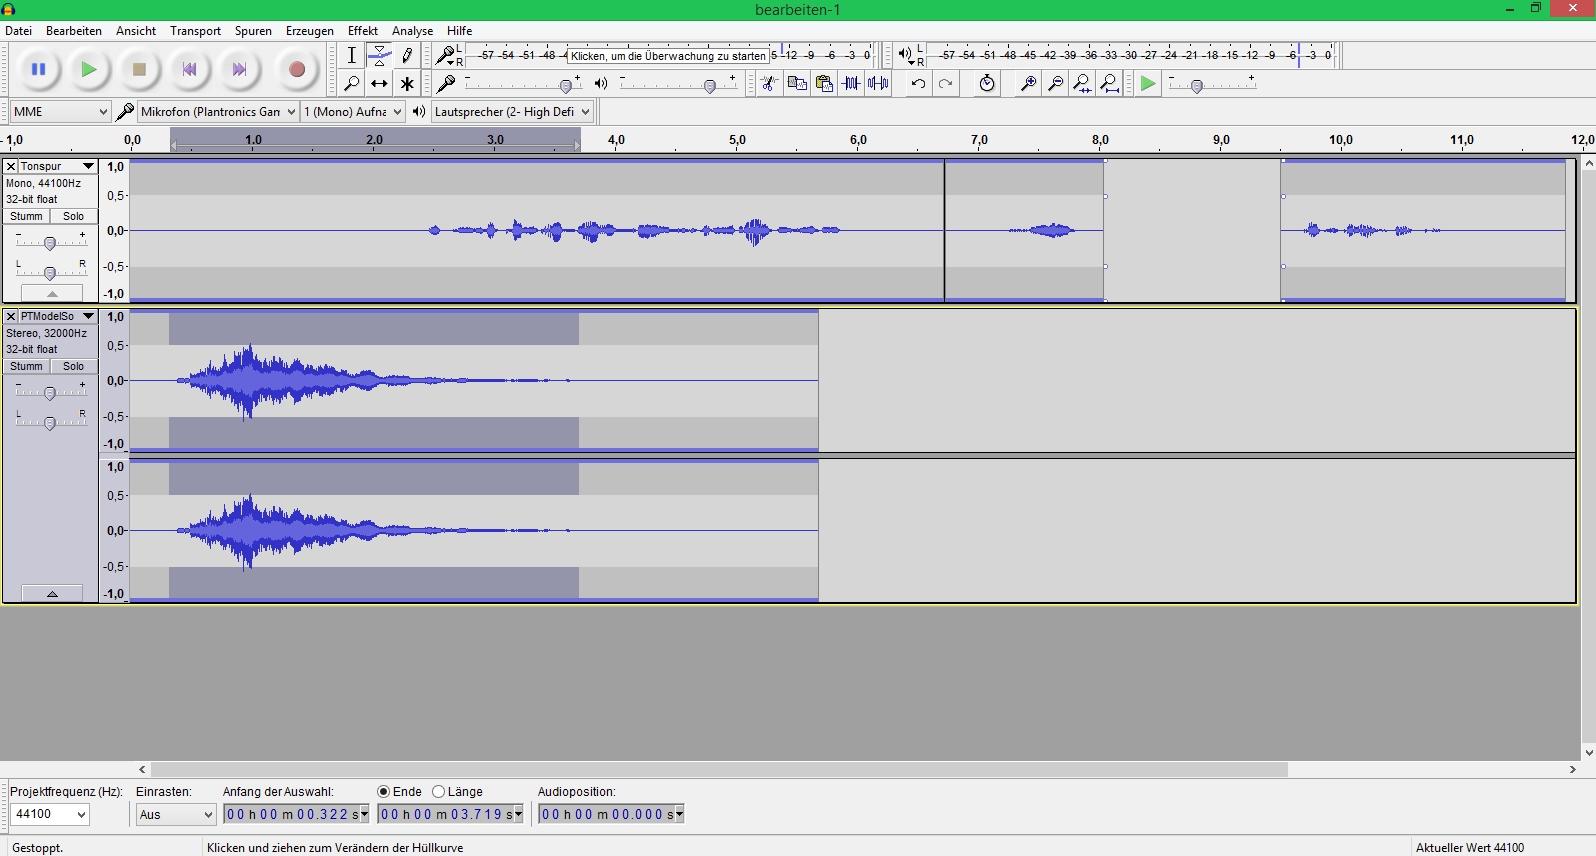 bearbeiten-1
Datei Bearbeiten Ansicht Transport Spuren Erzeugen Effekt Analyse Hilfe
L
R
-57 -54 -51 -48 -4 Klicken, um die Überwachung zu starten 5 -12 -9 -6 -3 0
L
R
-57 -54 -51 -48 -45 -42 -39 -36 -33 -30 -27 -24 -21 -18 -15 -12 -9 -6 -3 0
MME Mikrofon (Plantronics Gan 1 (Mono) Aufna Lautsprecher (2- High Defi
- 1,0 0,0 1,0 2,0 3,0 4,0 5,0 6,0 7,0 8,0 9,0 10,0 11,0 12,0
Tonspur
Mono, 44100Hz
32-bit float
Stumm Solo
- +
L R
1,0
0,5-
0,0-
-0,5-
-1,0
PTModelSo
Stereo, 32000Hz
32-bit float
Stumm Solo
- +
L R
1,0
0,5-
0,0-
-0,5-
-1,0
1,0
0,5-
0,0-
-0,5-
-1,0
Projektfrequenz (Hz): Einrasten: Anfang der Auswahl: Ende Länge Audioposition:
44100 Aus 00 h 00 m 00.322 s 00 h 00 m 03.719 s 00 h 00 m 00.000 s
Gestoppt. Klicken und ziehen zum Verändern der Hüllkurve Aktueller Wert 44100